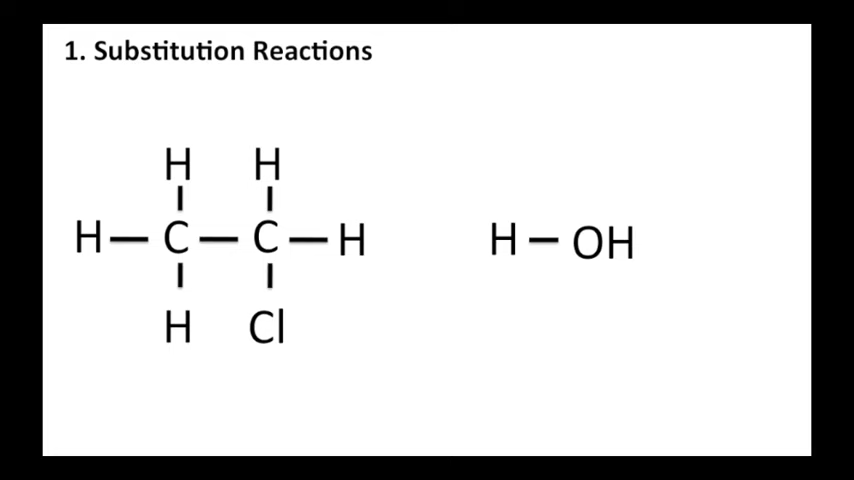 1. Substitution Reactions
H H
H — C — C — H H — OH
H Cl